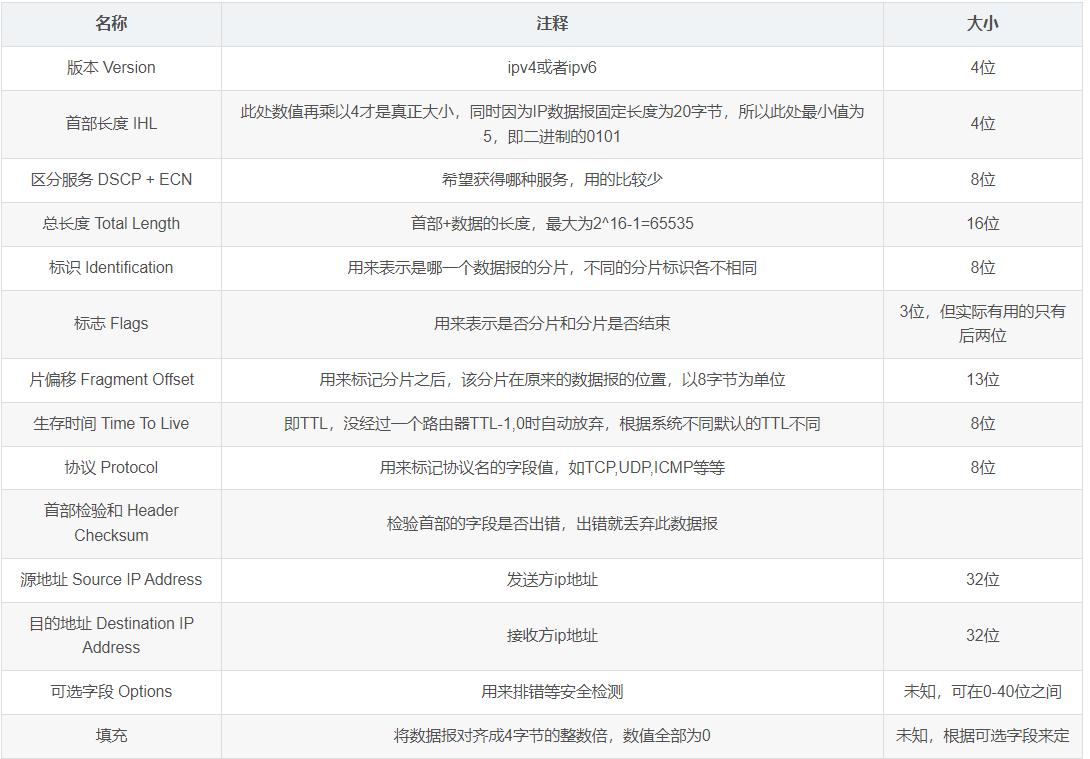 名称 注释 大小
版本 Version ipv4或者ipv6 4位
首部长度 IHL 此处数值再乘以4才是真正大小，同时因为IP数据报固定长度为20字节，所以此处最小值为
5，即二进制的0101 4位
区分服务 DSCP + ECN 希望获得哪种服务，用的比较少 8位
总长度 Total Length 首部+数据的长度，最大为2^16-1=65535 16位
标识 Identification 用来表示是哪一个数据报的分片，不同的分片标识各不相同 8位
标志 Flags 用来表示是否分片和分片是否结束 3位，但实际有用的只有
后两位
片偏移 Fragment Offset 用来标记分片之后，该分片在原来的数据报的位置，以8字节为单位 13位
生存时间 Time To Live 即TTL，没经过一个路由器TTL-1,0时自动放弃，根据系统不同默认的TTL不同 8位
协议 Protocol 用来标记协议名的字段值，如TCP,UDP,ICMP等等 8位
首部检验和 Header
Checksum 检验首部的字段是否出错，出错就丢弃此数据报
源地址 Source IP Address 发送方ip地址 32位
目的地址 Destination IP
Address 接收方ip地址 32位
可选字段 Options 用来排错等安全检测 未知，可在0-40位之间
填充 将数据报对齐成4字节的整数倍，数值全部为0 未知，根据可选字段来定